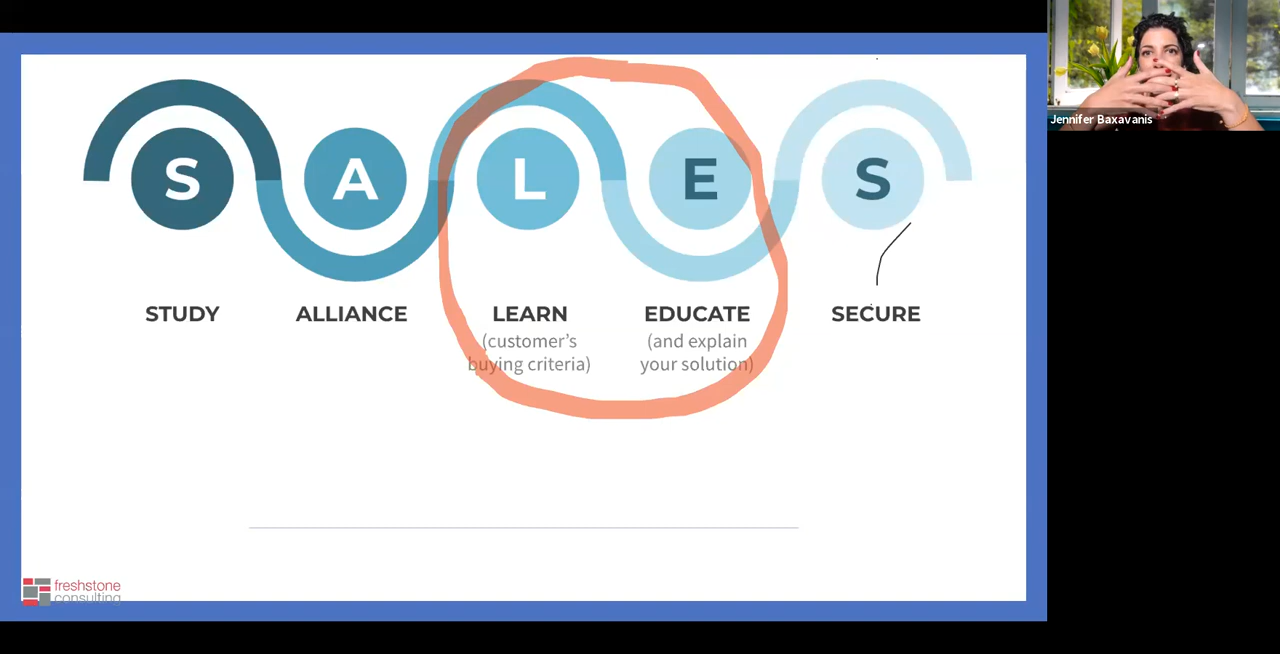 Jennifer Baxavanis
S A L E S
STUDY ALLIANCE LEARN EDUCATE SECURE
(customer's (and explain
buying criteria) your solution)
freshstone
consulting